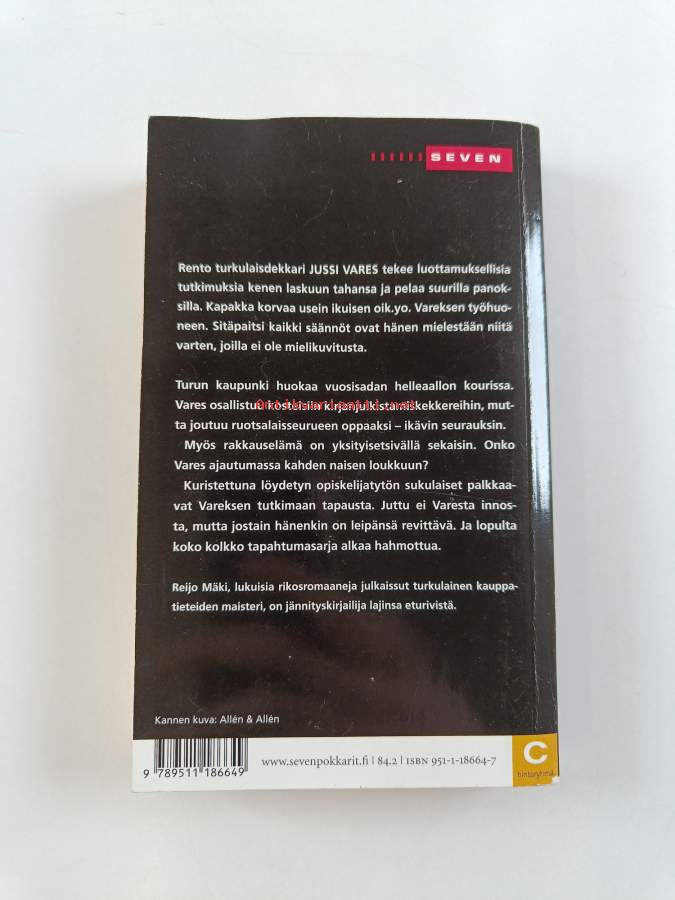 SEVEN
Rento turkulaisdekkari JUSSI VARES tekee luottamuksellisia
tutkimuksia kenen laskuun tahansa ja pelaa suurilla panok-
silla. Kapakka korvaa usein ikuisen oik.yo. Vareksen työhuo-
neen. Sitäpaitsi kaikki säännöt ovat hänen mielestään niitä
varten, joilla ei ole mielikuvitusta.
Turun kaupunki huokaa vuosisadan helleaallon kourissa.
Vares osallistuu kosteisiin kirjanjulkistamiskekkereihin, mut-
ta joutuu ruotsalaisseurueen oppaaksi – ikävin seurauksin.
Myös rakkauselämä on yksityisetsivällä sekaisin. Onko
Vares ajautumassa kahden naisen loukkuun?
Kuristettuna löydetyn opiskelijatytön sukulaiset palkkaa-
vat Vareksen tutkimaan tapausta. Juttu ei Varesta innos-
ta, mutta jostain hänenkin on leipänsä revittävä. Ja lopulta
koko kolkko tapahtumasarja alkaa hahmottua.
Reijo Mäki, lukuisia rikosromaaneja julkaissut turkulainen kauppa-
tieteiden maisteri, on jännityskirjailija lajinsa eturivistä.
Kannen kuva: Allén & Allén
www.sevenpokkarit.fi | 84.2 | ISBN 951-1-18664-7
9 789511 186649
C
hintaryhmä